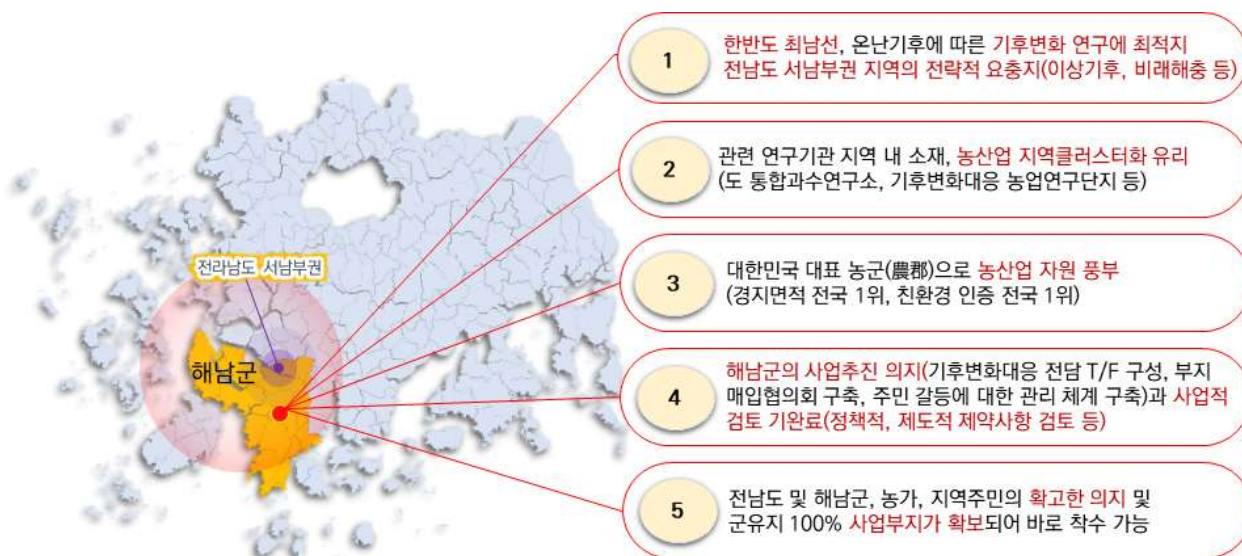 1
한반도 최남선, 온난기후에 따른 기후변화 연구에 최적지
전남도 서남부권 지역의 전략적 요충지(이상기후, 비래해충 등)
2
관련 연구기관 지역 내 소재, 농산업 지역클러스터화 유리
(도 통합과수연구소, 기후변화대응 농업연구단지 등)
전라남도 서남부권
3
대한민국 대표 농군(農郡)으로 농산업 자원 풍부
(경지면적 전국 1위, 친환경 인증 전국 1위)
해남군
4
해남군의 사업추진 의지(기후변화대응 전담 T/F 구성, 부지
매입협의회 구축, 주민 갈등에 대한 관리 체계 구축)과 사업적
검토 기완료(정책적, 제도적 제약사항 검토 등)
5
전남도 및 해남군, 농가, 지역주민의 확고한 의지 및
군유지 100% 사업부지가 확보되어 바로 착수 가능